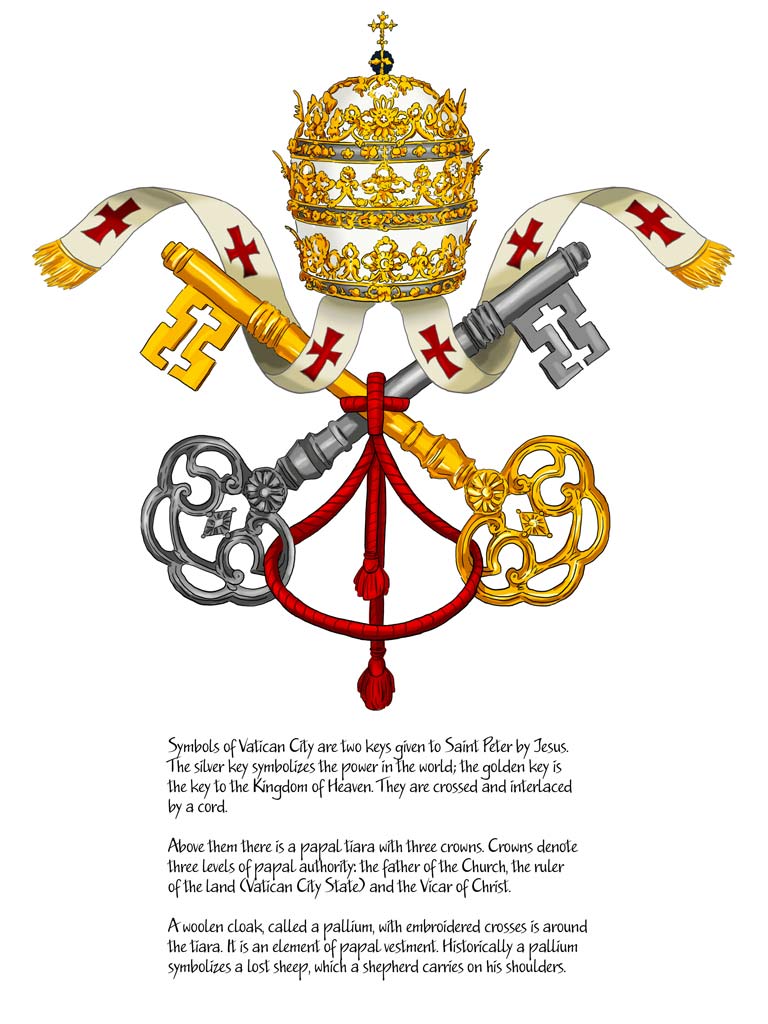 Symbols of Vatican City are two keys given to Saint Peter by Jesus.
The silver key symbolizes the power in the world; the golden key is
the key to the Kingdom of Heaven. They are crossed and interlaced
by a cord.
Above them there is a papal tiara with three crowns. Crowns denote
three levels of papal authority: the father of the Church, the ruler
of the land (Vatican City State) and the Vicar of Christ.
A woolen cloak, called a pallium, with embroidered crosses is around
the tiara. It is an element of papal vestment. Historically a pallium
symbolizes a lost sheep, which a shepherd carries on his shoulders.